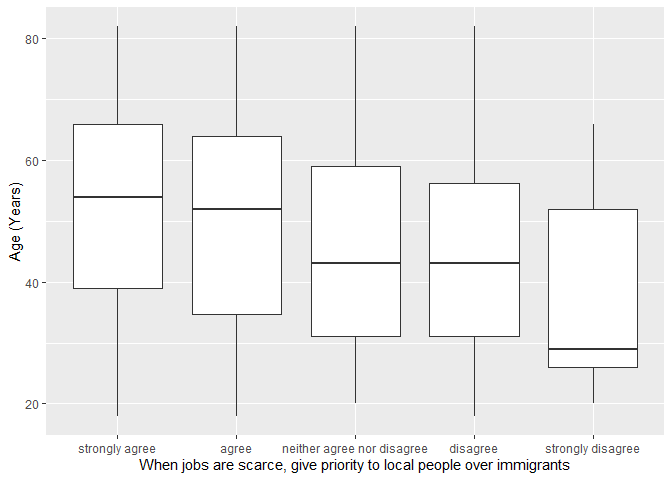 80
60
40
20
Age (Years)
strongly agree agree neither agree nor disagree disagree strongly disagree
When jobs are scarce, give priority to local people over immigrants